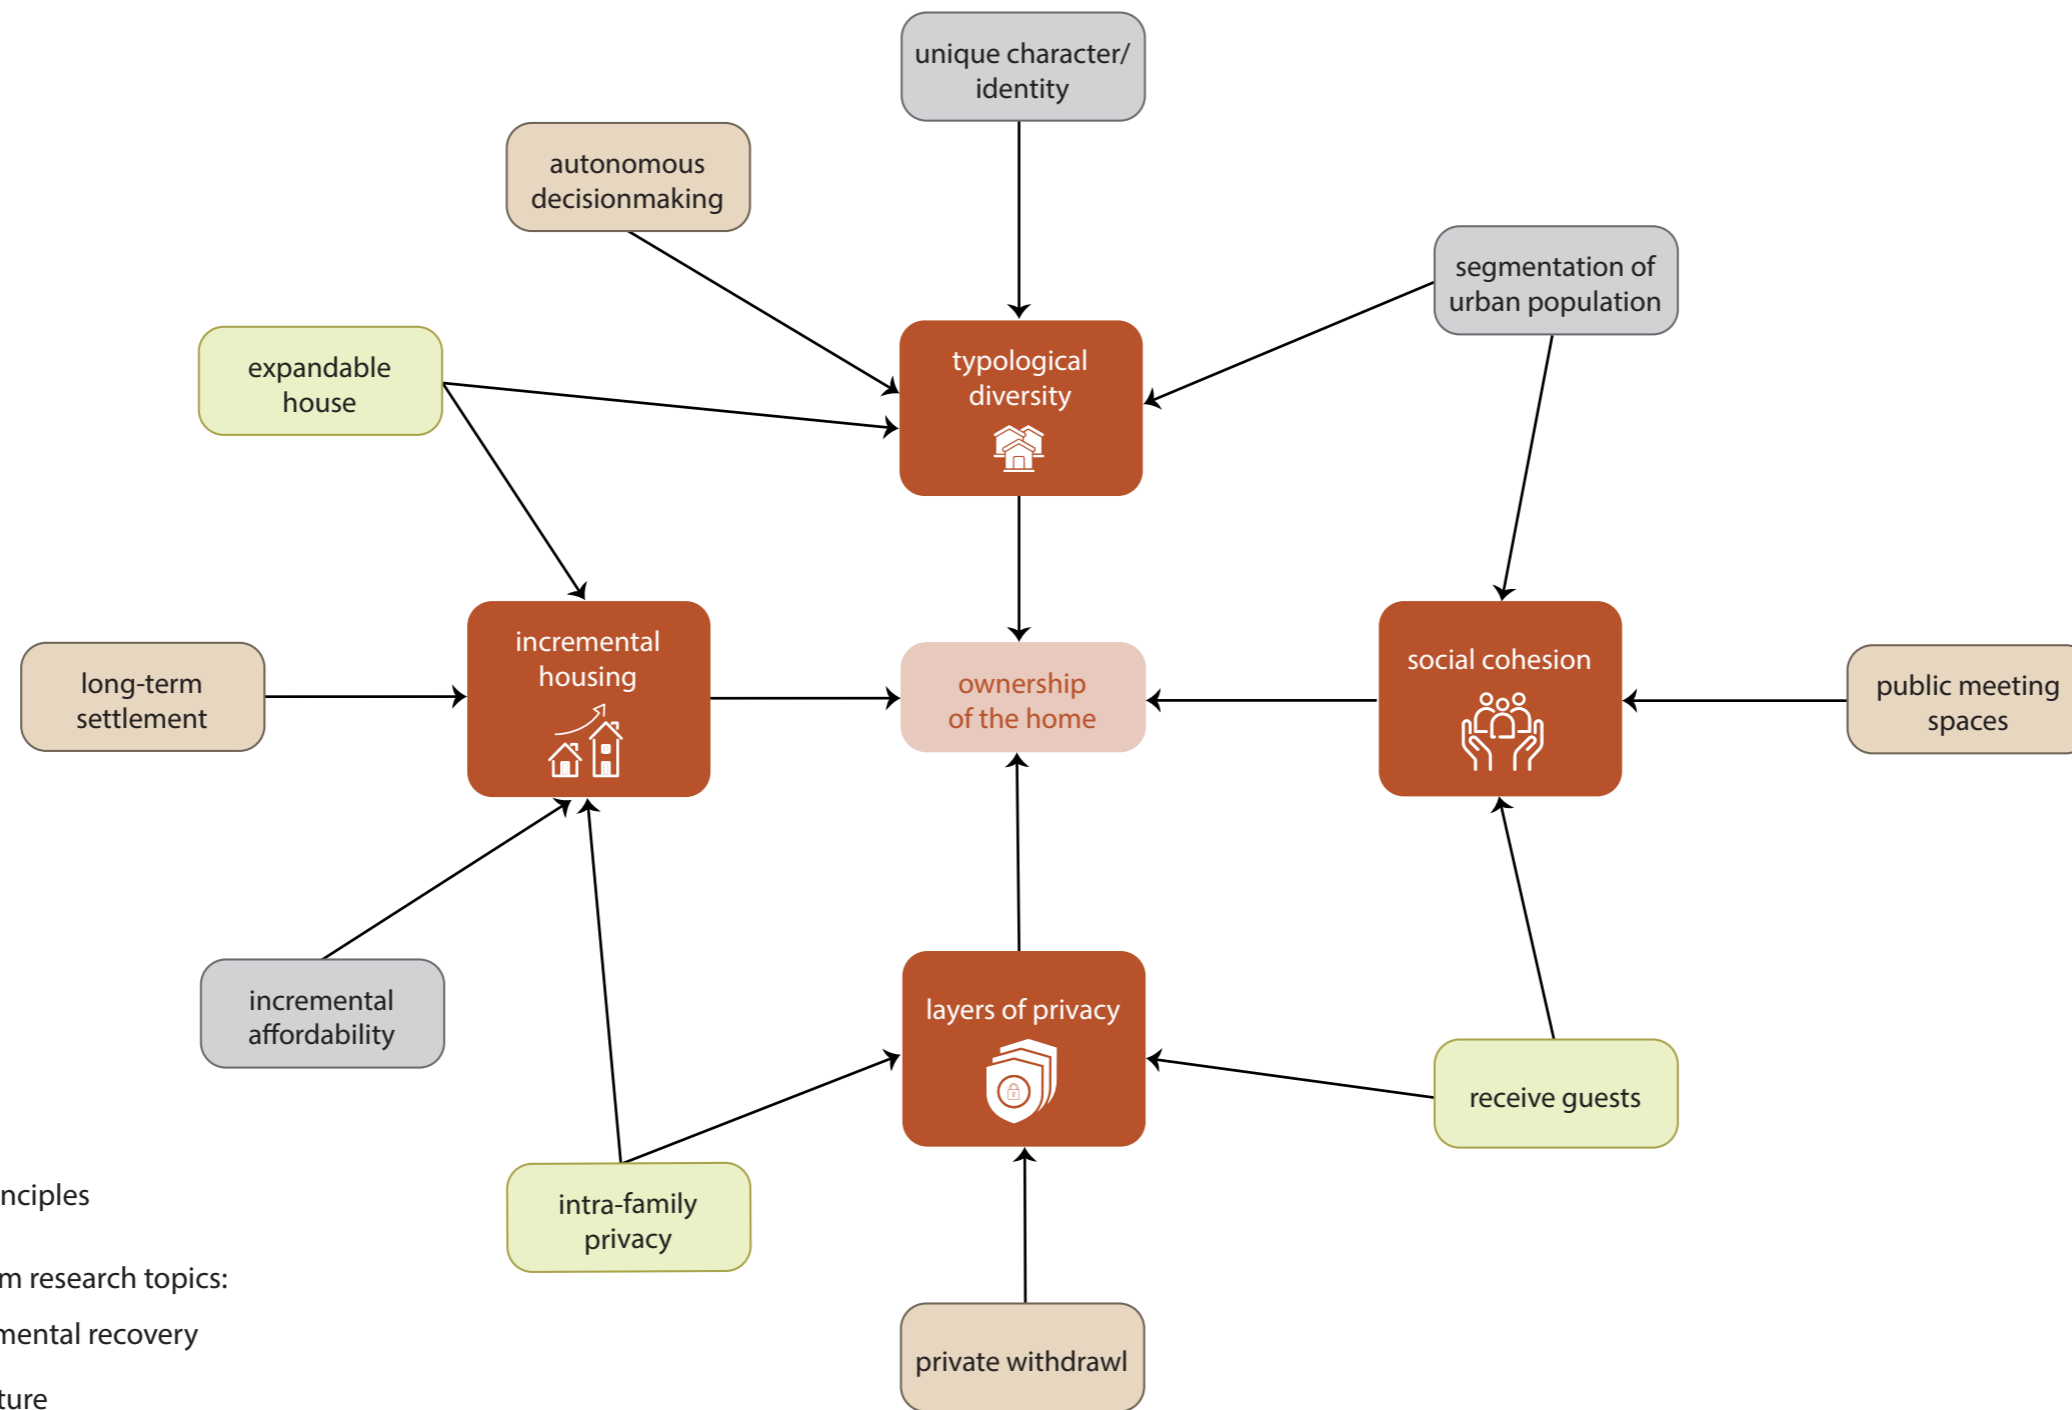 unique character/
identity
autonomous
decisionmaking
segmentation of
urban population
expandable
house
typological
diversity
incremental
housing
long-term
settlement
ownership
of the home
social cohesion
public meeting
spaces
incremental
affordability
layers of privacy
receive guests
intra-family
privacy
private withdrawl
nciples
m research topics:
mental recovery
ture